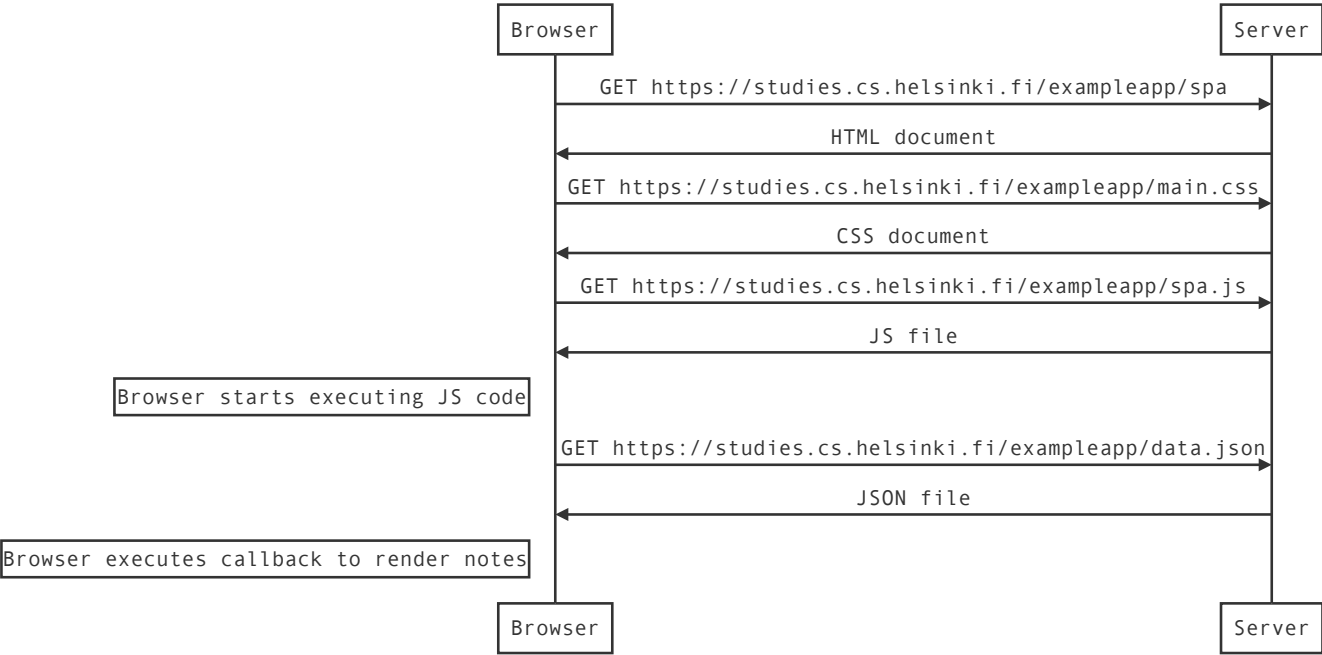 Browser
Server
GET https://studies.cs.helsinki.fi/exampleapp/spa
HTML document
GET https://studies.cs.helsinki.fi/exampleapp/main.css
CSS document
GET https://studies.cs.helsinki.fi/exampleapp/spa.js
JS file
Browser starts executing JS code
GET https://studies.cs.helsinki.fi/exampleapp/data.json
JSON file
Browser executes callback to render notes
Browser
Server